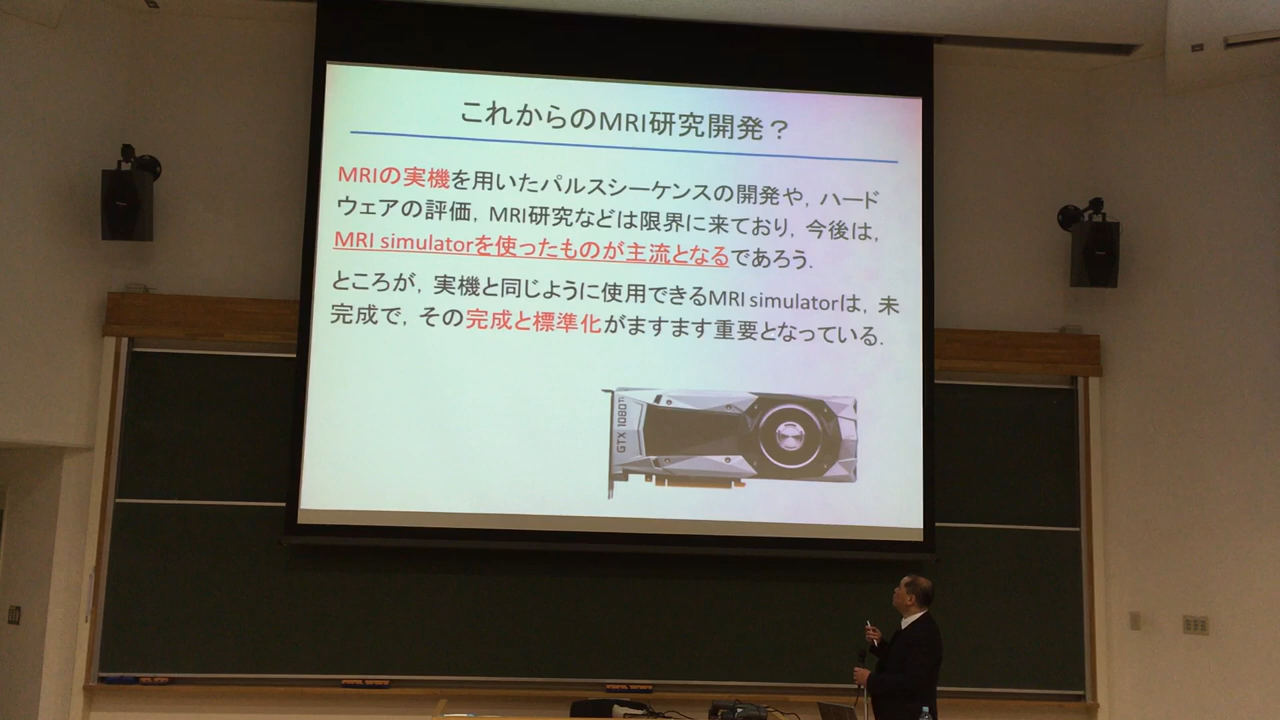 これからのMRI研究開発？
MRIの実機を用いたパルスシーケンスの開発や，ハード
ウェアの評価，MRI研究などは限界に来ており，今後は，
MRI simulatorを使ったものが主流となるであろう．
ところが，実機と同じように使用できるMRI simulatorは，未
完成で，その完成と標準化がますます重要となっている．
GTX 1080 Ti